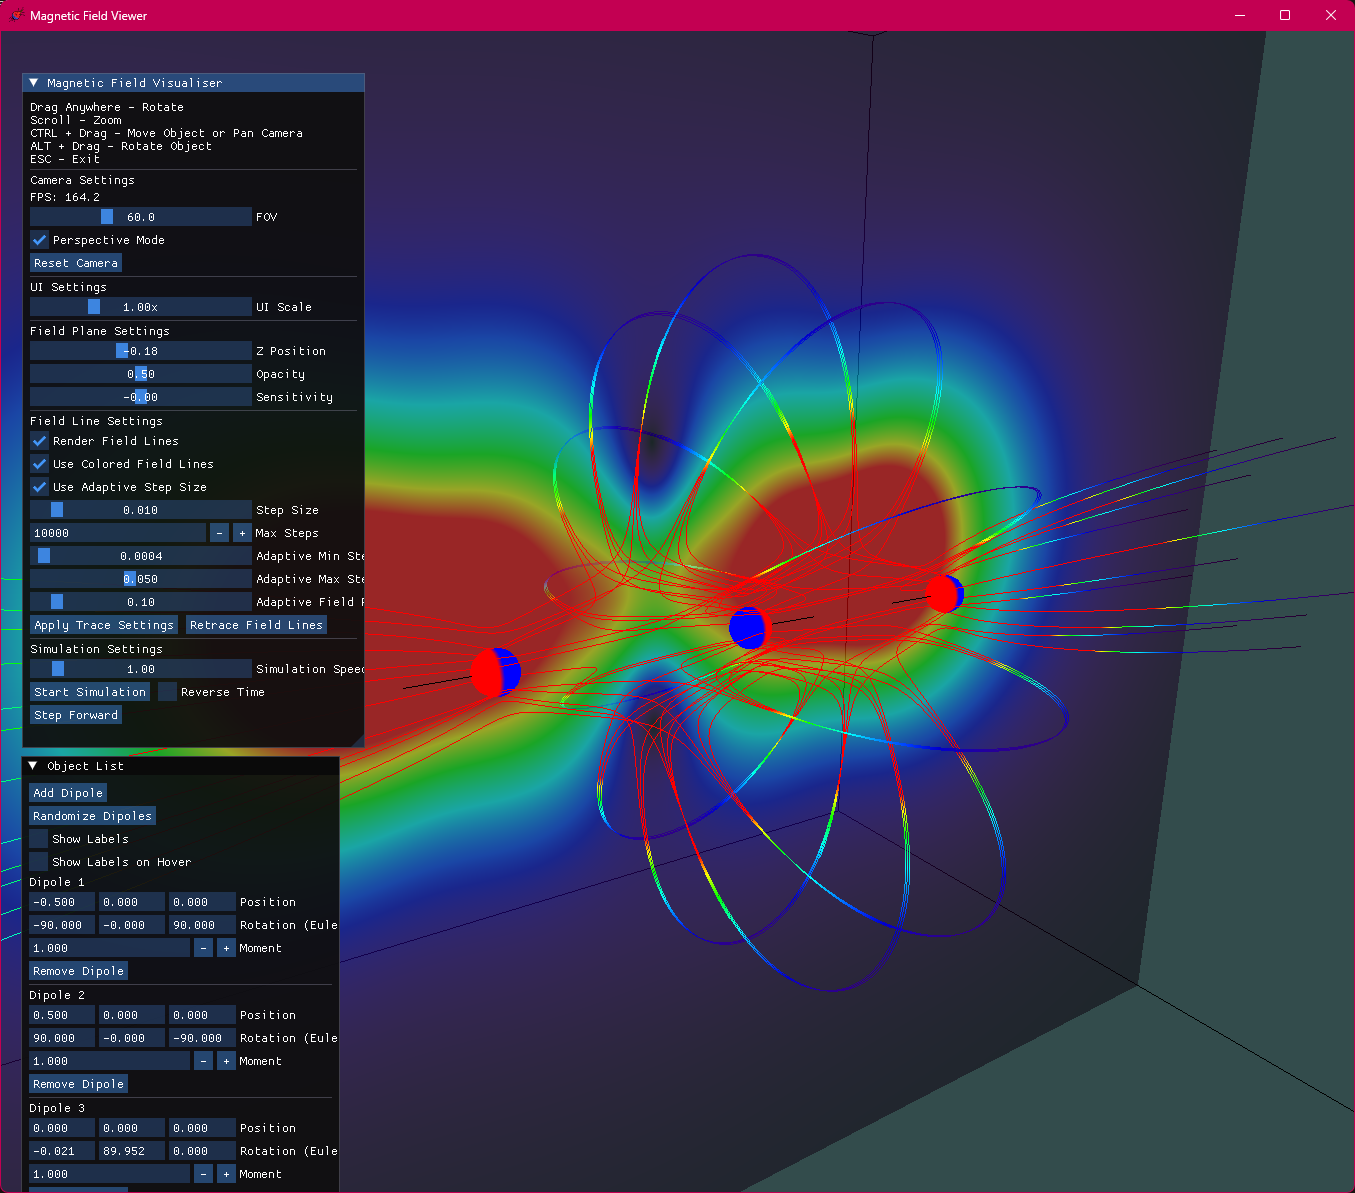 Magnetic Field Viewer
Magnetic Field Visualiser
Drag Anywhere - Rotate
Scroll - Zoom
CTRL + Drag - Move Object or Pan Camera
ALT + Drag - Rotate Object
ESC - Exit
Camera Settings
FPS: 164.2
60.0 FOV
Perspective Mode
Reset Camera
UI Settings
1.00x UI Scale
Field Plane Settings
-0.18 Z Position
0.50 Opacity
-0.00 Sensitivity
Field Line Settings
Render Field Lines
Use Colored Field Lines
Use Adaptive Step Size
0.010 Step Size
10000 - + Max Steps
0.0004 Adaptive Min Ste
0.050 Adaptive Max Ste
0.10 Adaptive Field
Apply Trace Settings Retrace Field Lines
Simulation Settings
1.00 Simulation Speed
Start Simulation Reverse Time
Step Forward
Object List
Add Dipole
Randomize Dipoles
Show Labels
Show Labels on Hover
Dipole 1
-0.500 0.000 0.000 Position
-90.000 -0.000 90.000 Rotation (Eule
1.000 - + Moment
Remove Dipole
Dipole 2
0.500 0.000 0.000 Position
90.000 -0.000 -90.000 Rotation (Eule
1.000 - + Moment
Remove Dipole
Dipole 3
0.000 0.000 0.000 Position
-0.021 89.952 0.000 Rotation (Eule
1.000 - + Moment